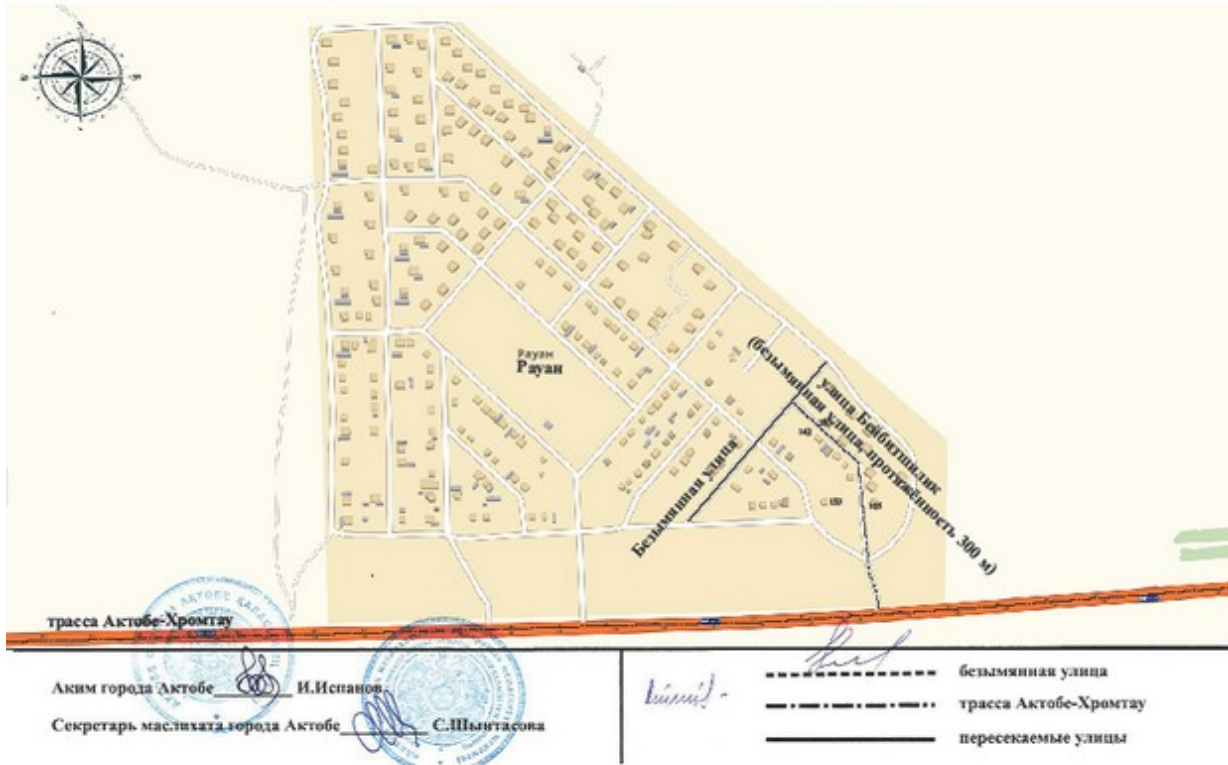 Рауан
Рауан
улица Бейбитшилик
(безымянная улица, протяжённость 300 м)
Безымянная улица
трасса Актобе-Хромтау
Аким города Актобе И.Испанов
Секретарь маслихата города Актобе С.Шынтасова
безымянная улица
трасса Актобе-Хромтау
пересекаемые улицы